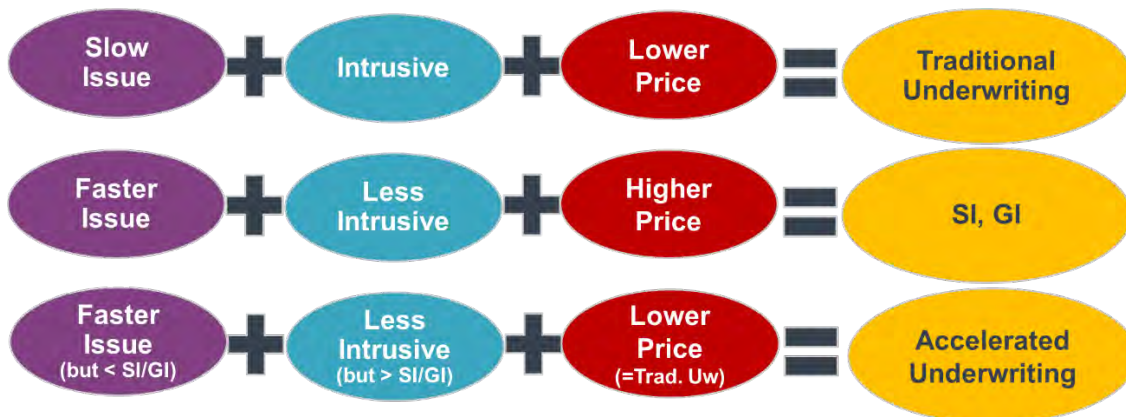 Slow
Issue
Intrusive
Lower
Price
Traditional
Underwriting
Faster
Issue
Less
Intrusive
Higher
Price
SI, GI
Faster
Issue
(but < SI/GI)
Less
Intrusive
(but > SI/GI)
Lower
Price
(=Trad. Uw)
Accelerated
Underwriting